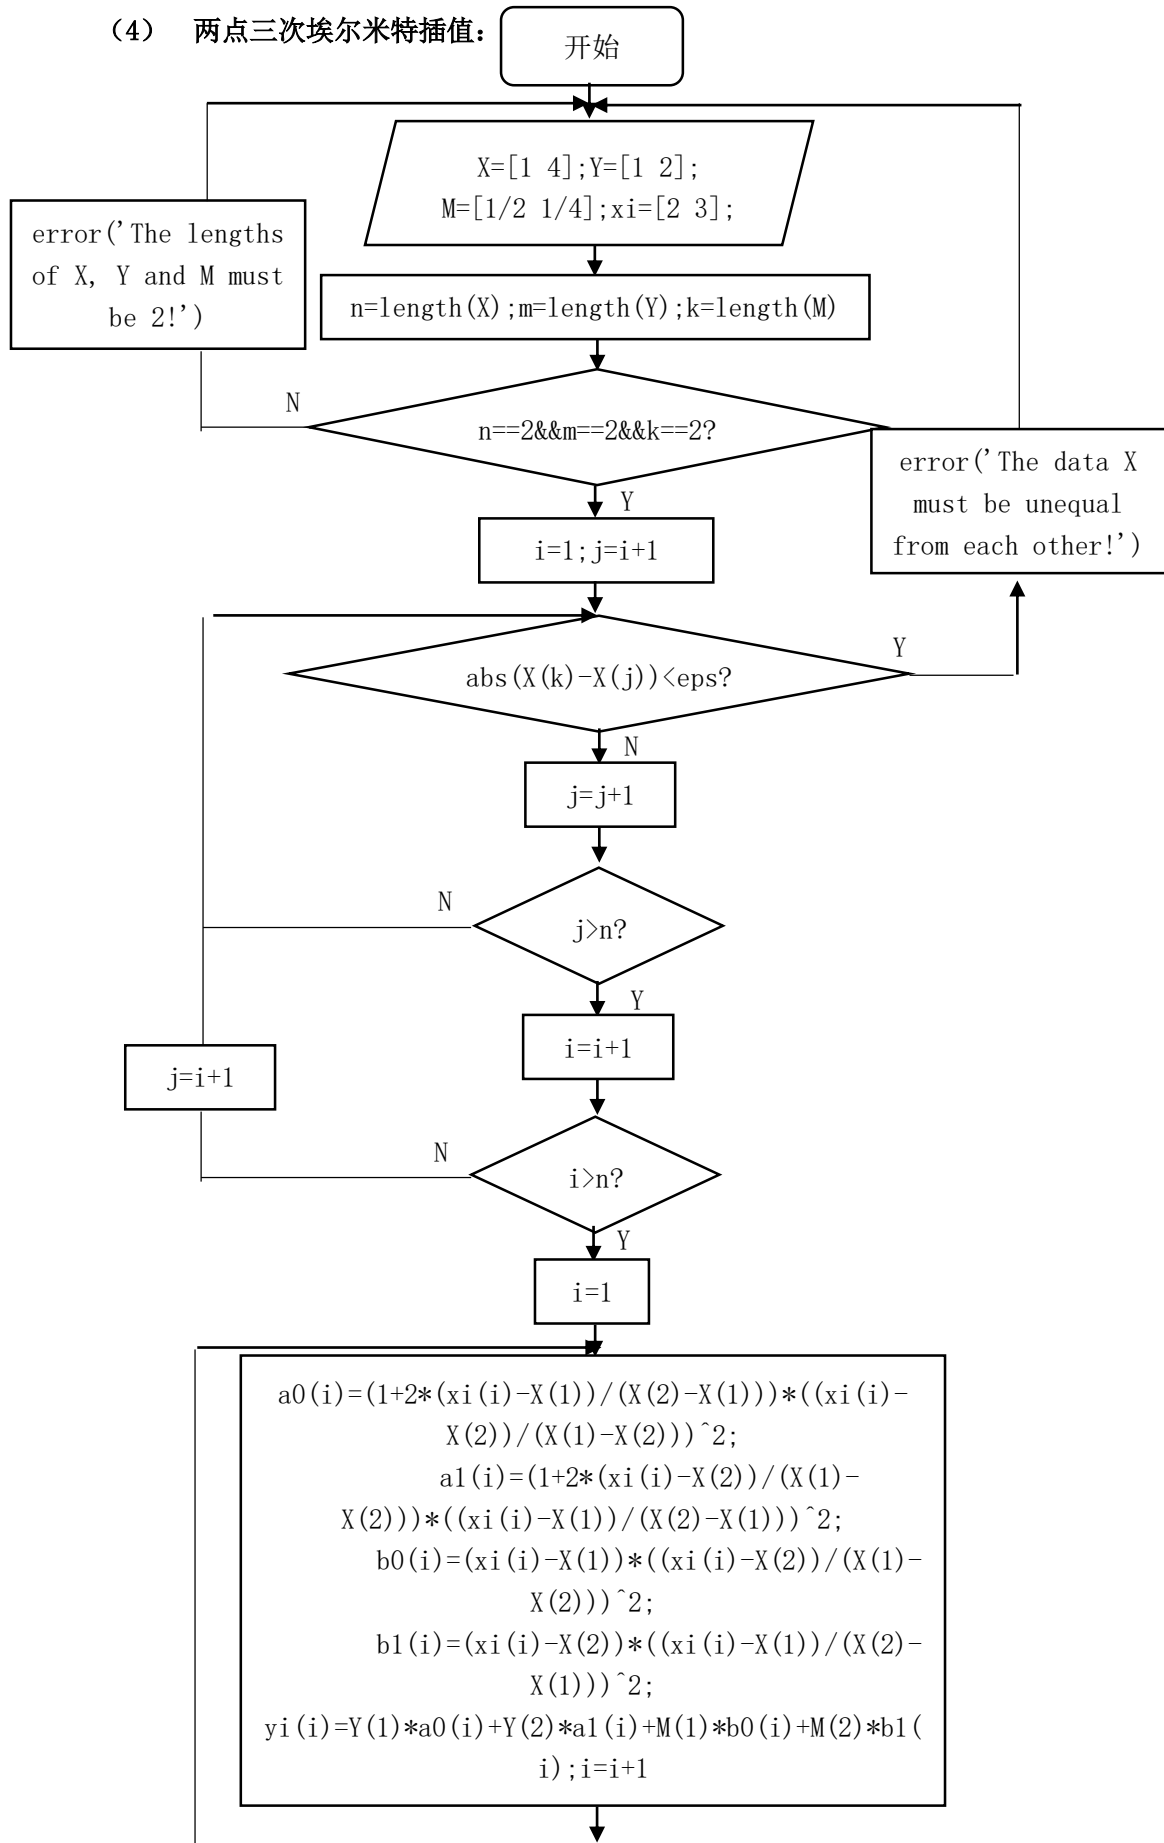 （4） 两点三次埃尔米特插值：
开始
X=[1 4];Y=[1 2];
M=[1/2 1/4];xi=[2 3];
error('The lengths
of X, Y and M must
be 2!')
n=length(X);m=length(Y);k=length(M)
N
n==2&&m==2&&k==2?
error('The data X
must be unequal
from each other!')
Y
i=1;j=i+1
Y
abs(X(k)-X(j))<eps?
N
j=j+1
N
j>n?
Y
i=i+1
j=i+1
N
i>n?
Y
i=1
a0(i)=(1+2*(xi(i)-X(1))/(X(2)-X(1)))*((xi(i)-
X(2))/(X(1)-X(2)))^2;
a1(i)=(1+2*(xi(i)-X(2))/(X(1)-
X(2)))*((xi(i)-X(1))/(X(2)-X(1)))^2;
b0(i)=(xi(i)-X(1))*((xi(i)-X(2))/(X(1)-
X(2)))^2;
b1(i)=(xi(i)-X(2))*((xi(i)-X(1))/(X(2)-
X(1)))^2;
yi(i)=Y(1)*a0(i)+Y(2)*a1(i)+M(1)*b0(i)+M(2)*b1(
i);i=i+1